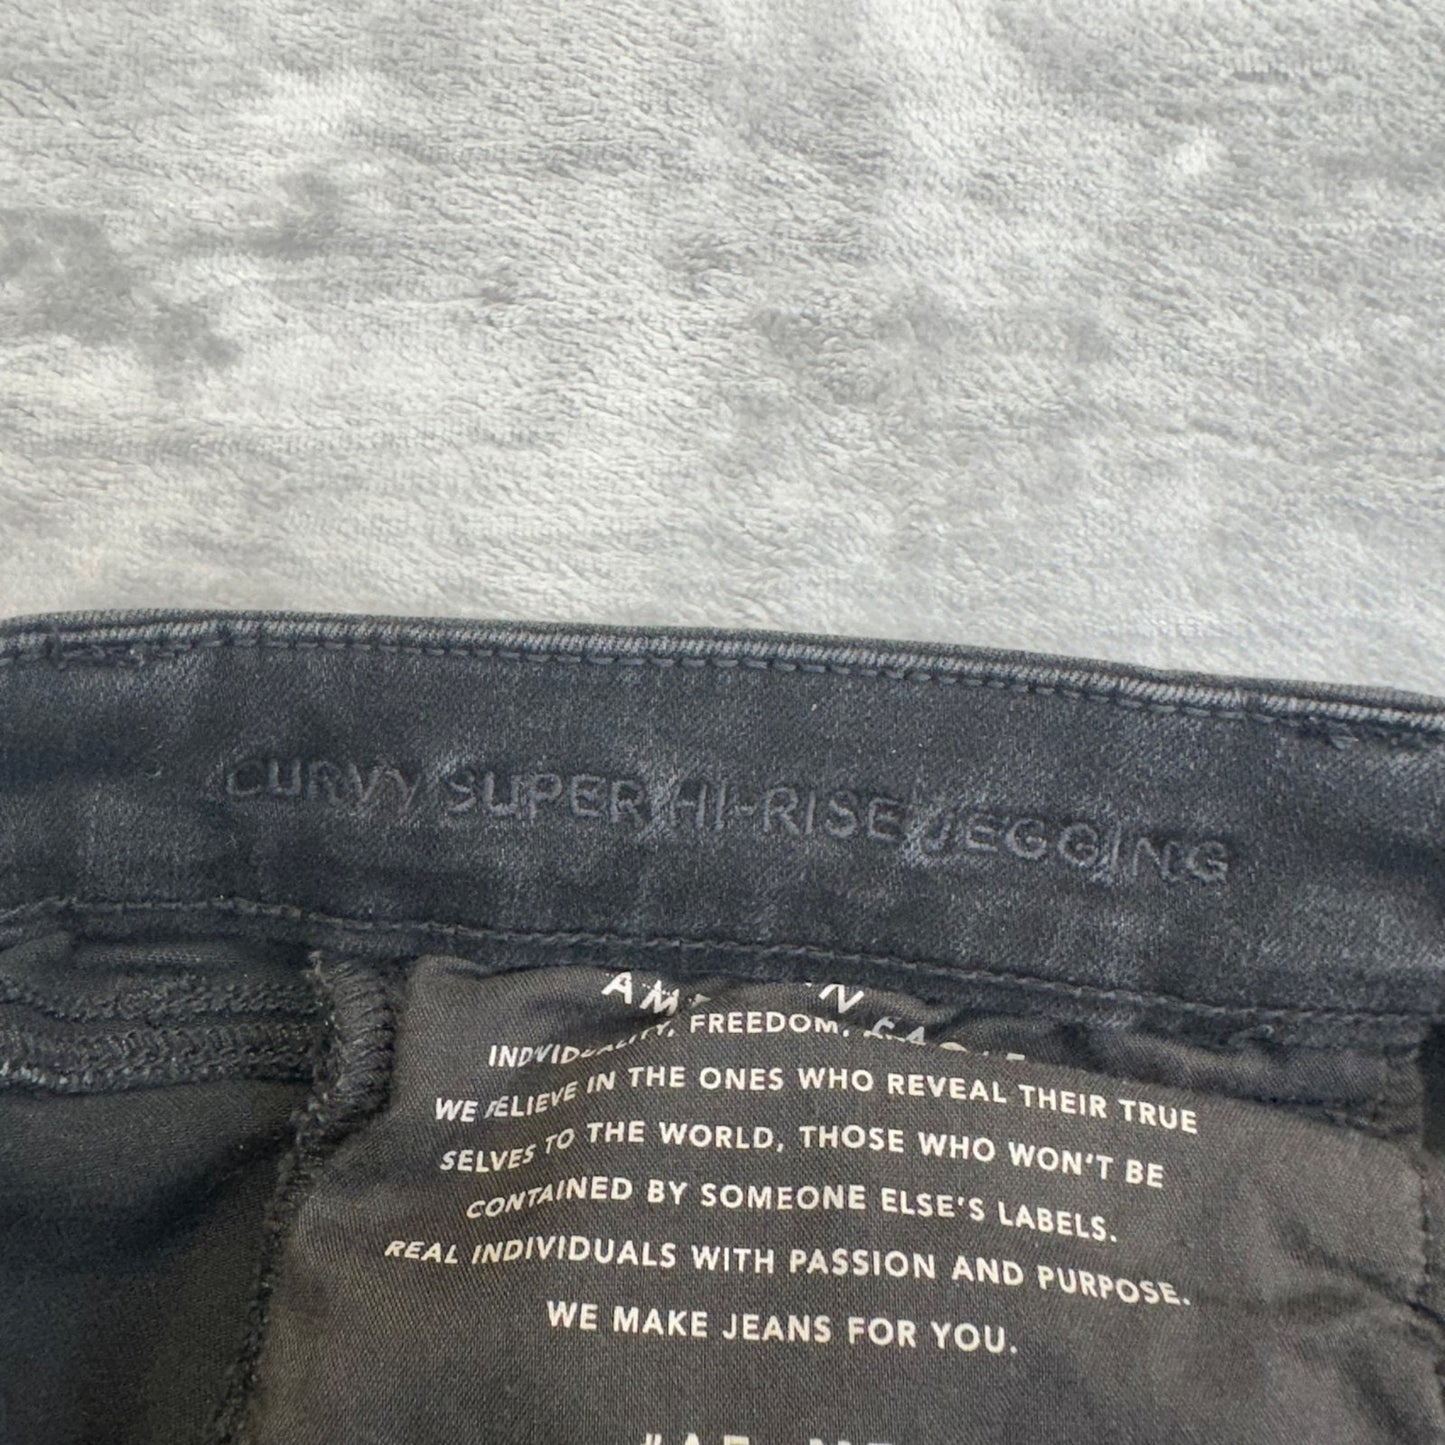 CURVY SUPER HI-RISE JEGGING
INDIVIDUALITY, FREEDOM,
WE BELIEVE IN THE ONES WHO REVEAL THEIR TRUE
SELVES TO THE WORLD, THOSE WHO WON'T BE
CONTAINED BY SOMEONE ELSE'S LABELS.
REAL INDIVIDUALS WITH PASSION AND PURPOSE.
WE MAKE JEANS FOR YOU.